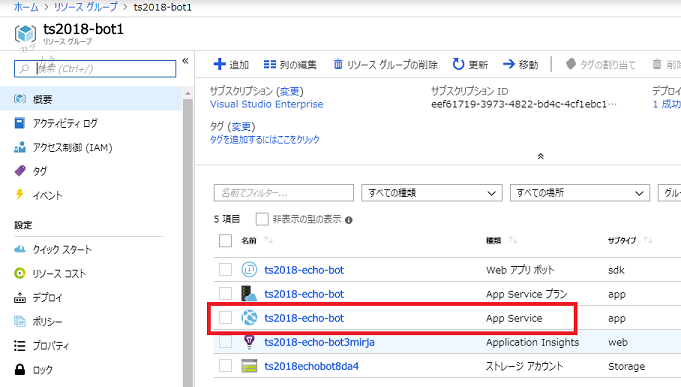 ホーム > リソース グループ > ts2018-bot1
ts2018-bot1
リソース グループ
検索 (Ctrl+/)
概要
アクティビティ ログ
アクセス制御 (IAM)
タグ
イベント
設定
クイック スタート
リソース コスト
デプロイ
ポリシー
プロパティ
ロック
追加 列の編集 リソース グループの削除 更新 移動 タグの割り当て 削除
サブスクリプション (変更) サブスクリプション ID デプロイ
Visual Studio Enterprise eef61719-3973-4822-bd4c-4cf1ebc1… 1 成功
タグ (変更)
タグを追加するにはここをクリック
名前でフィルター... すべての種類 すべての場所 グル
5 項目 非表示の型の表示
名前 種類 サブタイプ
ts2018-echo-bot Web アプリ ボット sdk
ts2018-echo-bot App Service プラン app
ts2018-echo-bot App Service app
ts2018-echo-bot3mirja Application Insights web
ts2018echobot8da4 ストレージ アカウント Storage